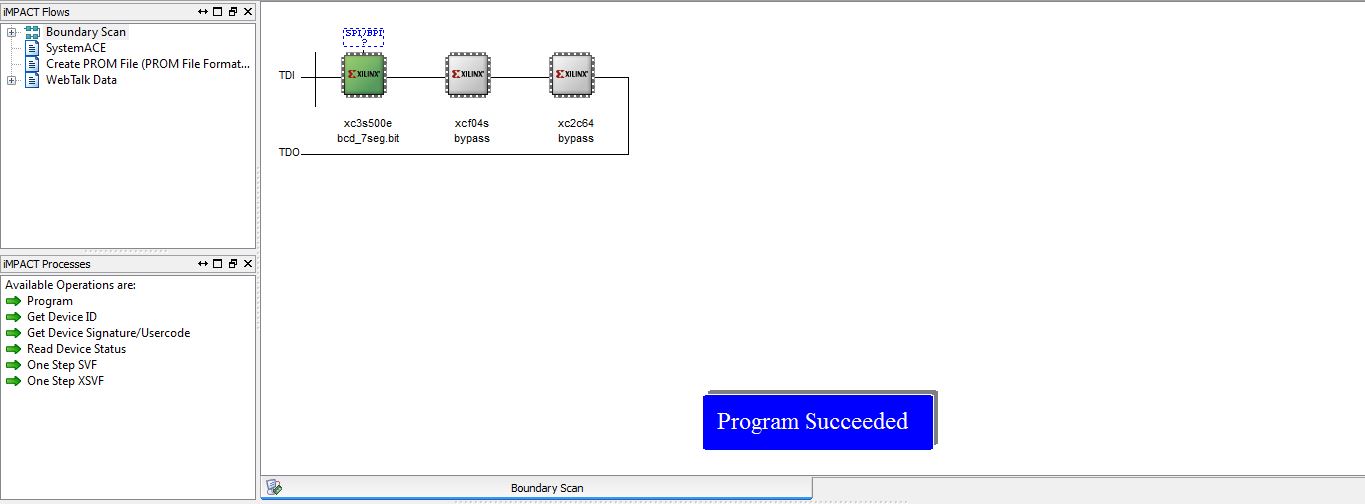 iMPACT Flows
Boundary Scan
SystemACE
Create PROM File (PROM File Format...
WebTalk Data
iMPACT Processes
Available Operations are:
Program
Get Device ID
Get Device Signature/Usercode
Read Device Status
One Step SVF
One Step XSVF
SPI/BPI
?
TDI
XILINX XILINX XILINX
xc3s500e xcf04s xc2c64
bcd_7seg.bit bypass bypass
TDO
Program Succeeded
Boundary Scan